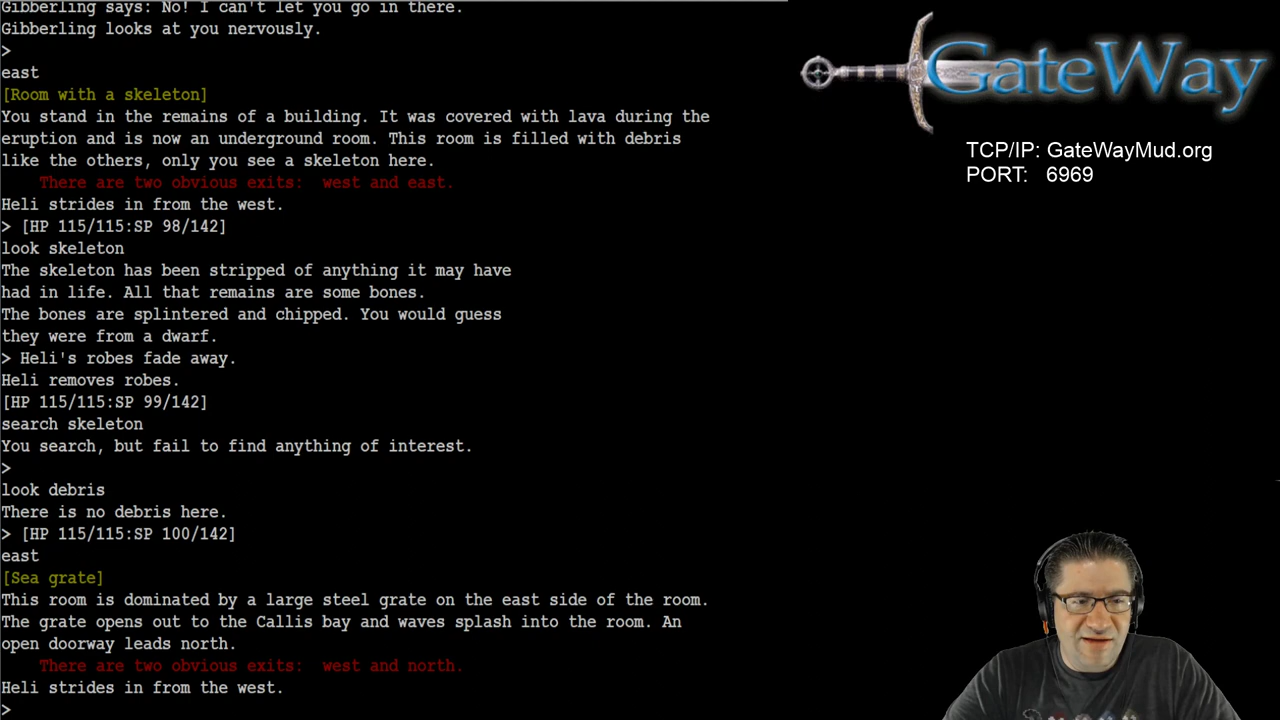 Gibberling says: No! I can't let you go in there.
Gibberling looks at you nervously.
>
east
[Room with a skeleton]
You stand in the remains of a building. It was covered with lava during the
eruption and is now an underground room. This room is filled with debris
like the others, only you see a skeleton here.
There are two obvious exits:  west and east.
Heli strides in from the west.
> [HP 115/115:SP 98/142]
look skeleton
The skeleton has been stripped of anything it may have
had in life. All that remains are some bones.
The bones are splintered and chipped. You would guess
they were from a dwarf.
> Heli's robes fade away.
Heli removes robes.
[HP 115/115:SP 99/142]
search skeleton
You search, but fail to find anything of interest.
>
look debris
There is no debris here.
> [HP 115/115:SP 100/142]
east
[Sea grate]
This room is dominated by a large steel grate on the east side of the room.
The grate opens out to the Callis bay and waves splash into the room. An
open doorway leads north.
There are two obvious exits:  west and north.
Heli strides in from the west.
>
GateWay
TCP/IP: GateWayMud.org
PORT: 6969